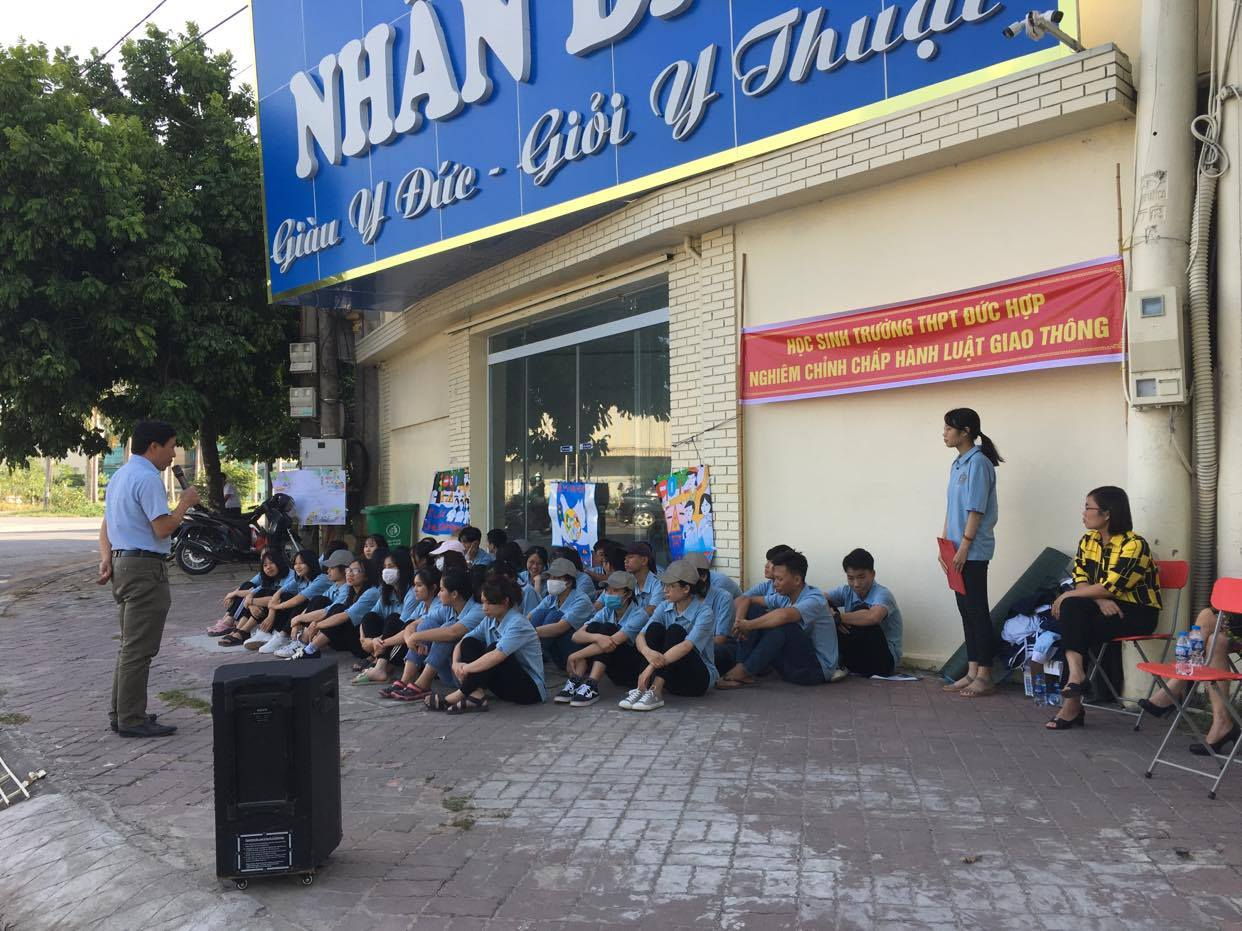 NHÂN
Giàu Y Đức - Giỏi Y Thuật
HỌC SINH TRƯỜNG THPT ĐỨC HỢP
NGHIÊM CHỈNH CHẤP HÀNH LUẬT GIAO THÔNG